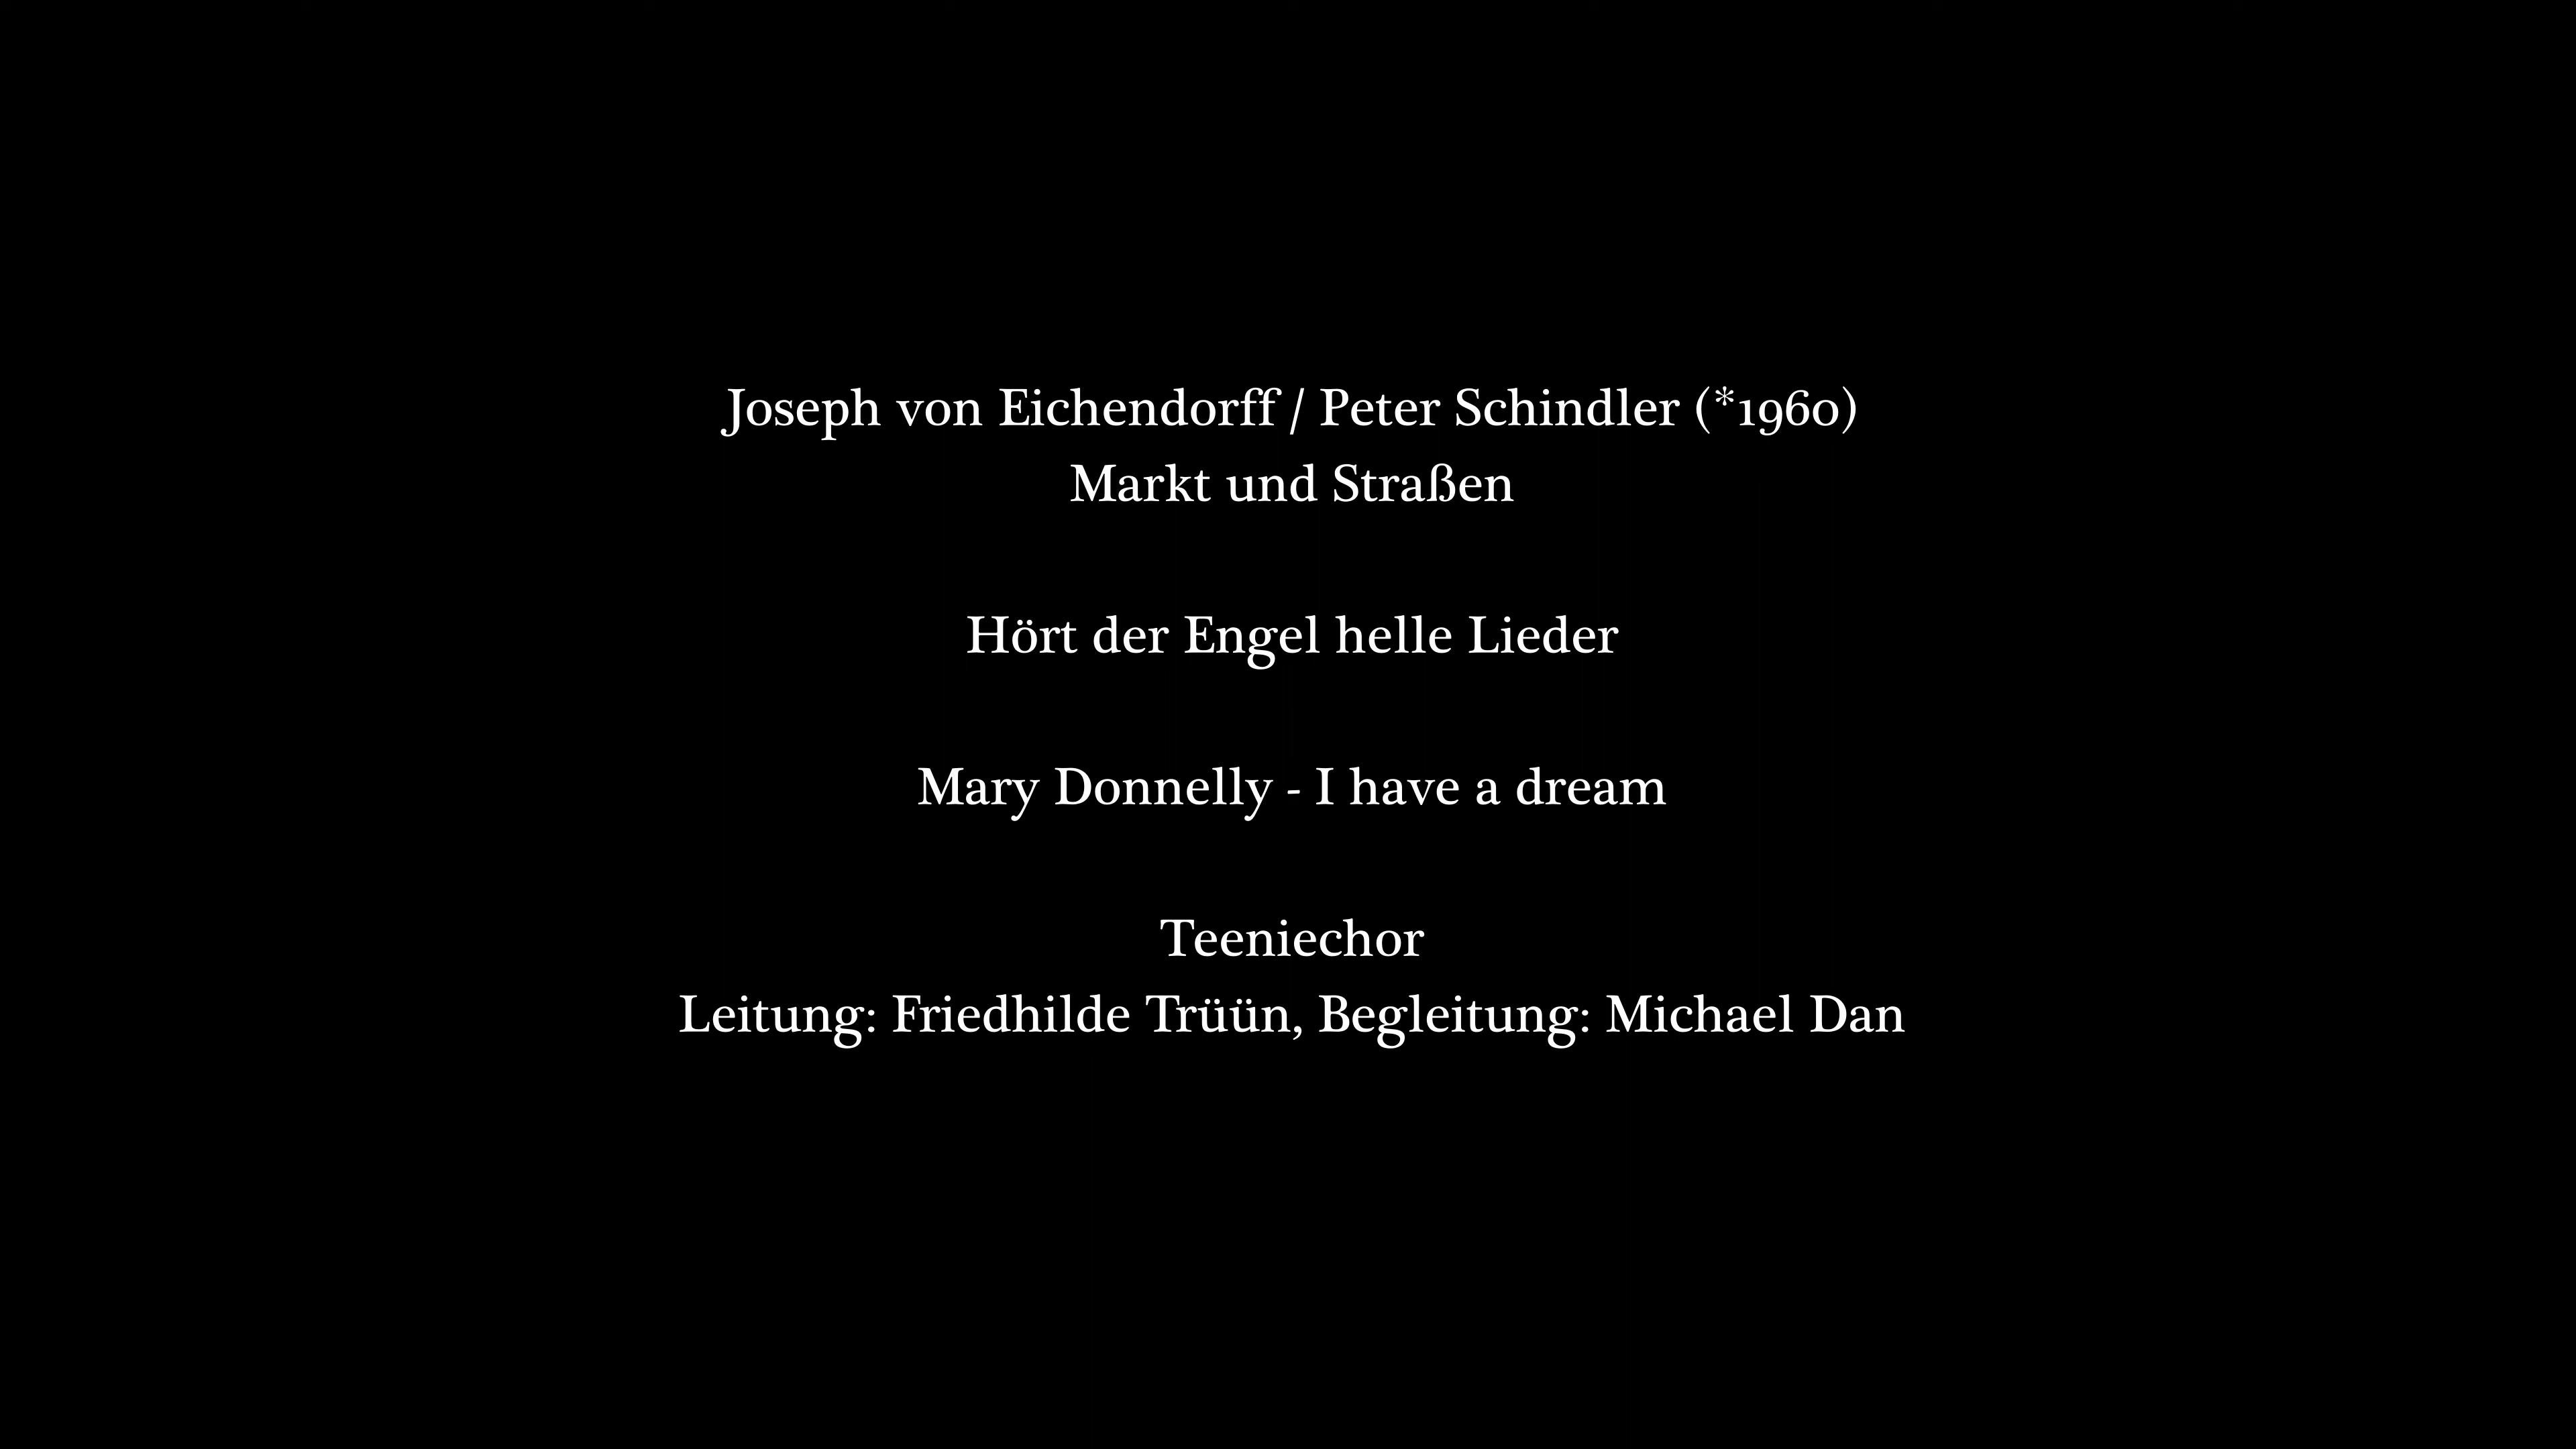 Joseph von Eichendorff / Peter Schindler (*1960)
Markt und Straßen
Hört der Engel helle Lieder
Mary Donnelly - I have a dream
Teeniechor
Leitung: Friedhilde Trüün, Begleitung: Michael Dan